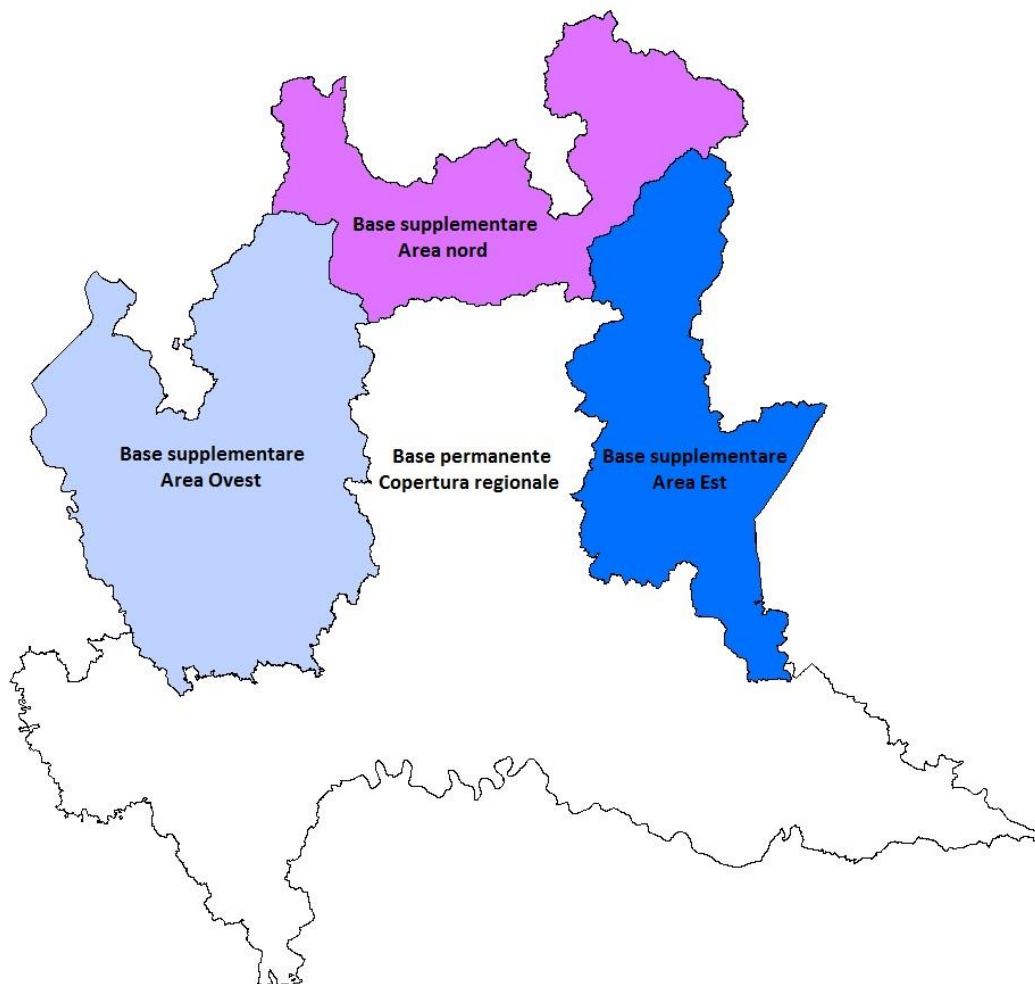 Base supplementare
Area nord
Base supplementare
Area Ovest
Base permanente
Copertura regionale
Base supplementare
Area Est